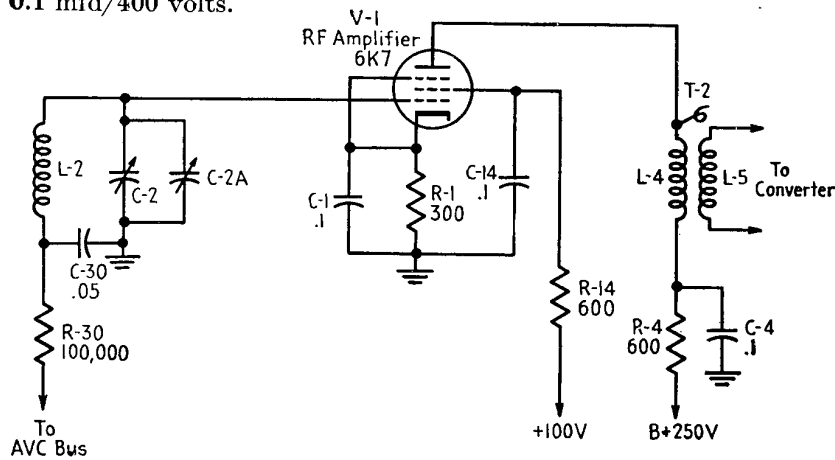 0.1 mfd/400 volts.
V-1
RF Amplifier
6K7
T-2
L-2
C-2
C-2A
C-1
.1
R-1
300
C-14
.1
L-4
L-5
To
Converter
C-30
.05
R-14
600
R-30
100,000
R-4
600
C-4
.1
To
AVC Bus
+100V
B+250V